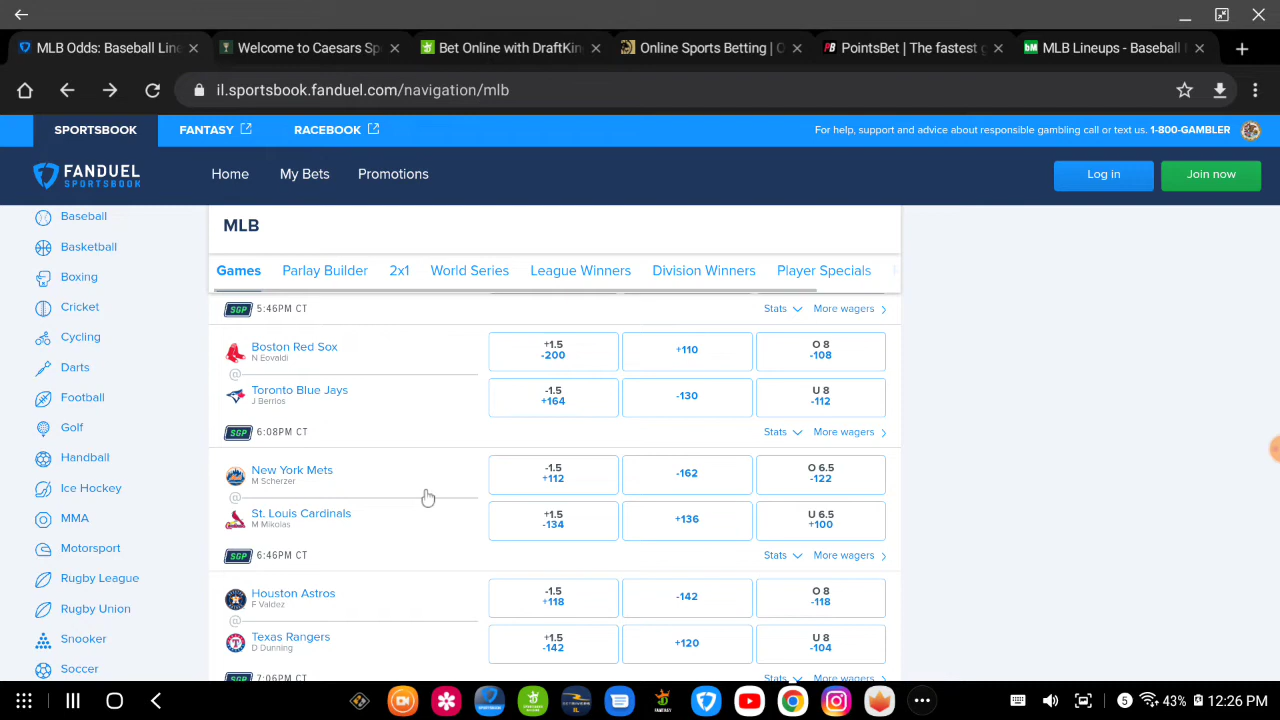 MLB Odds: Baseball Line
Welcome to Caesars Sp
Bet Online with DraftKin
Online Sports Betting | O
PointsBet | The fastest g
MLB Lineups - Baseball
il.sportsbook.fanduel.com/navigation/mlb
SPORTSBOOK FANTASY RACEBOOK For help, support and advice about responsible gambling call or text us. 1-800-GAMBLER
FANDUEL SPORTSBOOK Home My Bets Promotions Log in Join now
Baseball
Basketball
Boxing
Cricket
Cycling
Darts
Football
Golf
Handball
Ice Hockey
MMA
Motorsport
Rugby League
Rugby Union
Snooker
Soccer
MLB
Games Parlay Builder 2x1 World Series League Winners Division Winners Player Specials
SGP 5:46PM CT Stats More wagers
Boston Red Sox
N Eovaldi
+1.5
-200
+110
O 8
-108
@
Toronto Blue Jays
J Berrios
-1.5
+164
-130
U 8
-112
SGP 6:08PM CT Stats More wagers
New York Mets
M Scherzer
-1.5
+112
-162
O 6.5
-122
@
St. Louis Cardinals
M Mikolas
+1.5
-134
+136
U 6.5
+100
SGP 6:46PM CT Stats More wagers
Houston Astros
F Valdez
-1.5
+118
-142
O 8
-118
@
Texas Rangers
D Dunning
+1.5
-142
+120
U 8
-104
SGP 7:06PM CT Stats More wagers
5 43% 12:26 PM